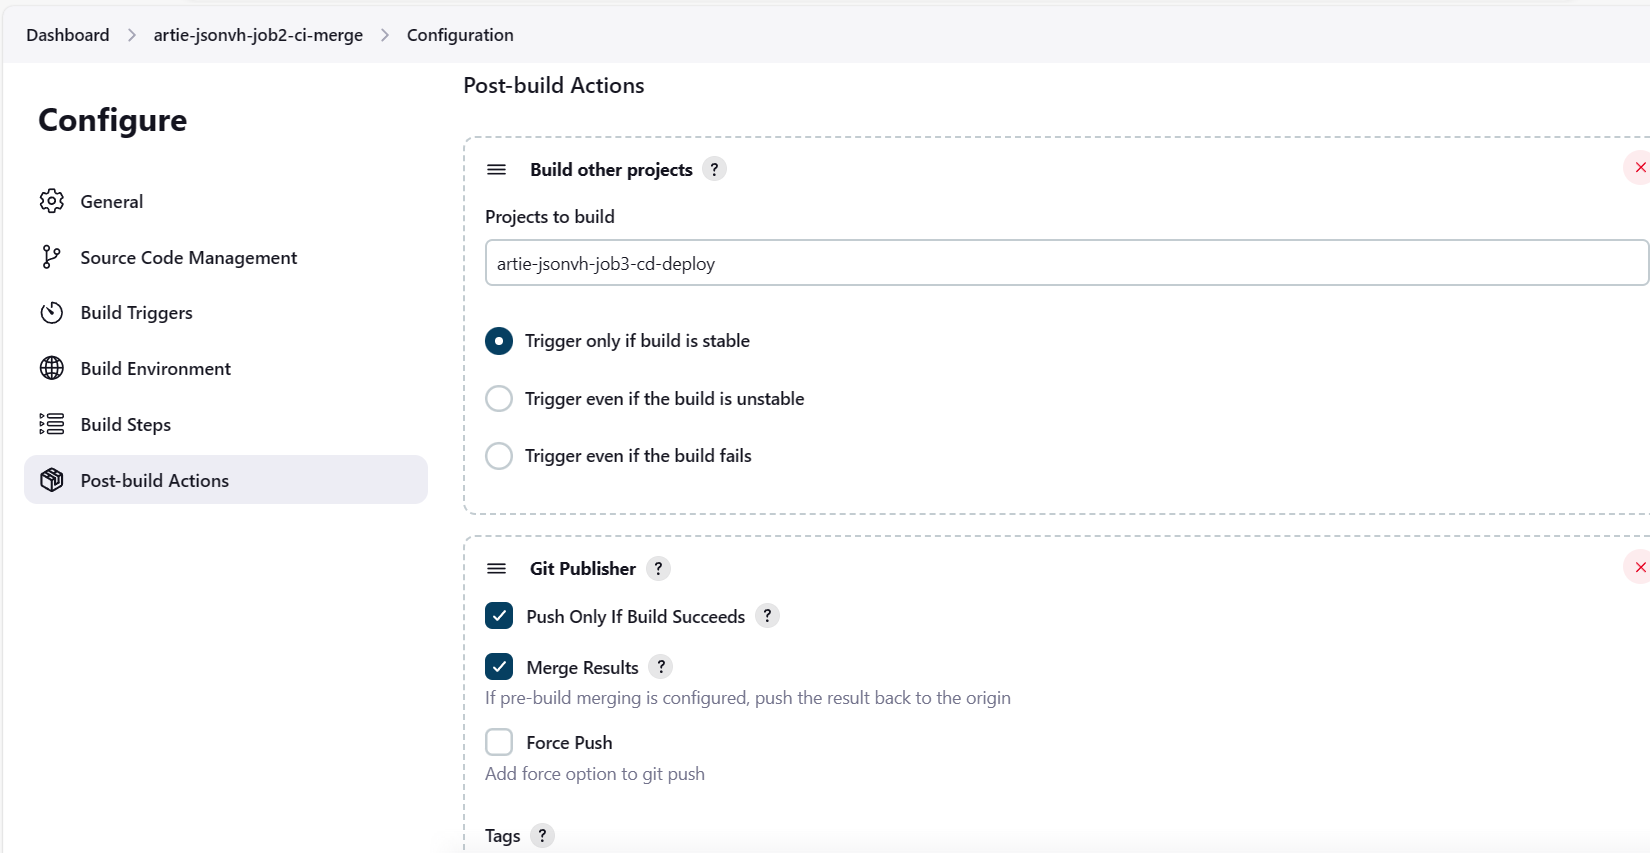 Dashboard > artie-jsonvh-job2-ci-merge > Configuration
Configure
General
Source Code Management
Build Triggers
Build Environment
Build Steps
Post-build Actions
Post-build Actions
Build other projects ?
Projects to build
artie-jsonvh-job3-cd-deploy
Trigger only if build is stable
Trigger even if the build is unstable
Trigger even if the build fails
Git Publisher ?
Push Only If Build Succeeds ?
Merge Results ?
If pre-build merging is configured, push the result back to the origin
Force Push
Add force option to git push
Tags ?